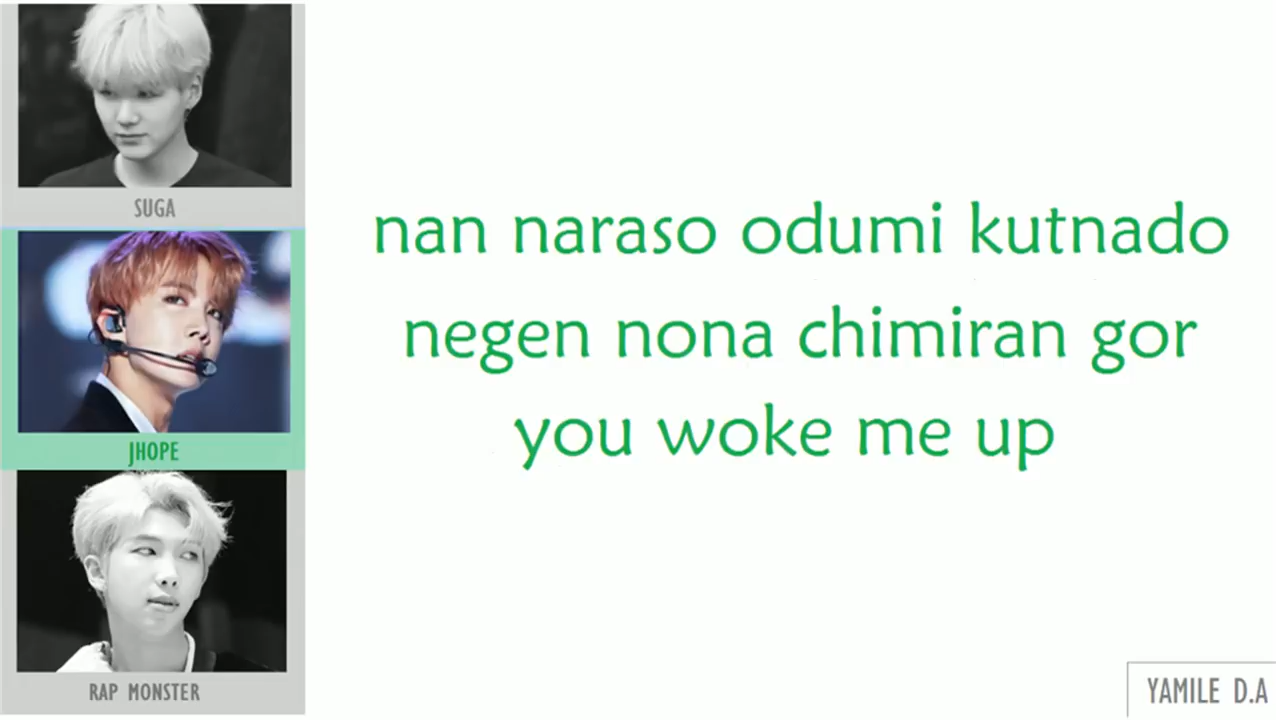 SUGA
JHOPE
RAP MONSTER
nan naraso odumi kutnado
negen nona chimiran gor
you woke me up
YAMILE D.A